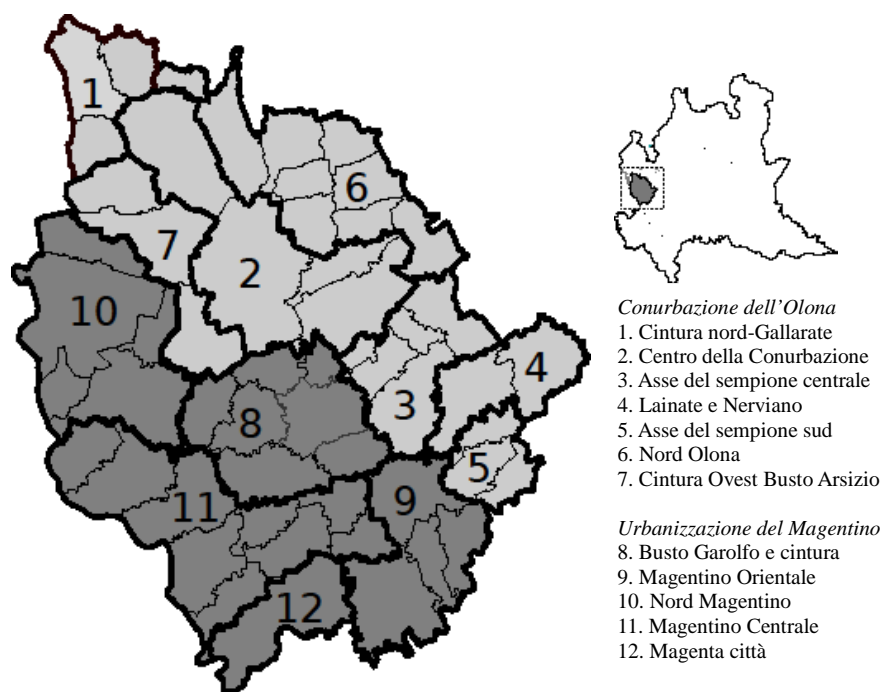 1
6
7
2
10
4
3
8
5
9
11
12
Conurbazione dell'Olona
1. Cintura nord-Gallarate
2. Centro della Conurbazione
3. Asse del sempione centrale
4. Lainate e Nerviano
5. Asse del sempione sud
6. Nord Olona
7. Cintura Ovest Busto Arsizio
Urbanizzazione del Magentino
8. Busto Garolfo e cintura
9. Magentino Orientale
10. Nord Magentino
11. Magentino Centrale
12. Magenta città